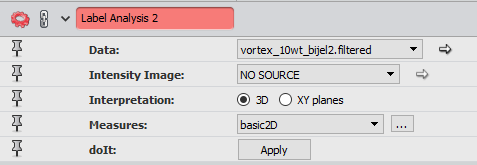 Label Analysis 2
Data: vortex_10wt_bijel2.filtered
Intensity Image: NO SOURCE
Interpretation: 3D XY planes
Measures: basic2D ...
doIt: Apply